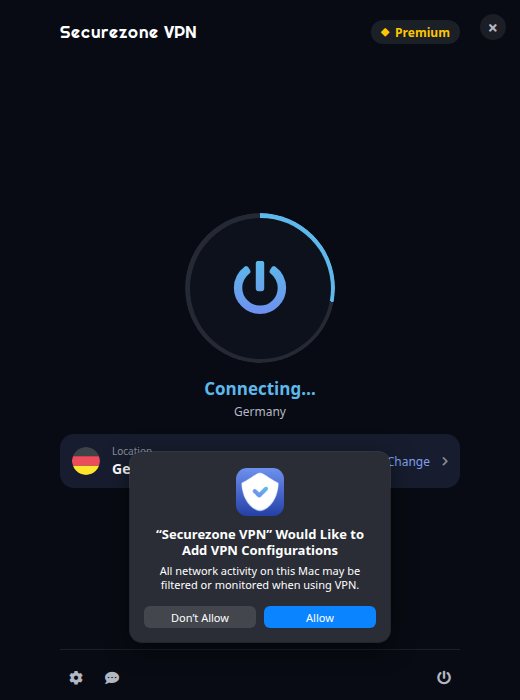 Securezone VPN
Premium
Connecting...
Germany
Location
Ge
Change
“Securezone VPN” Would Like to
Add VPN Configurations
All network activity on this Mac may be
filtered or monitored when using VPN.
Don't Allow
Allow